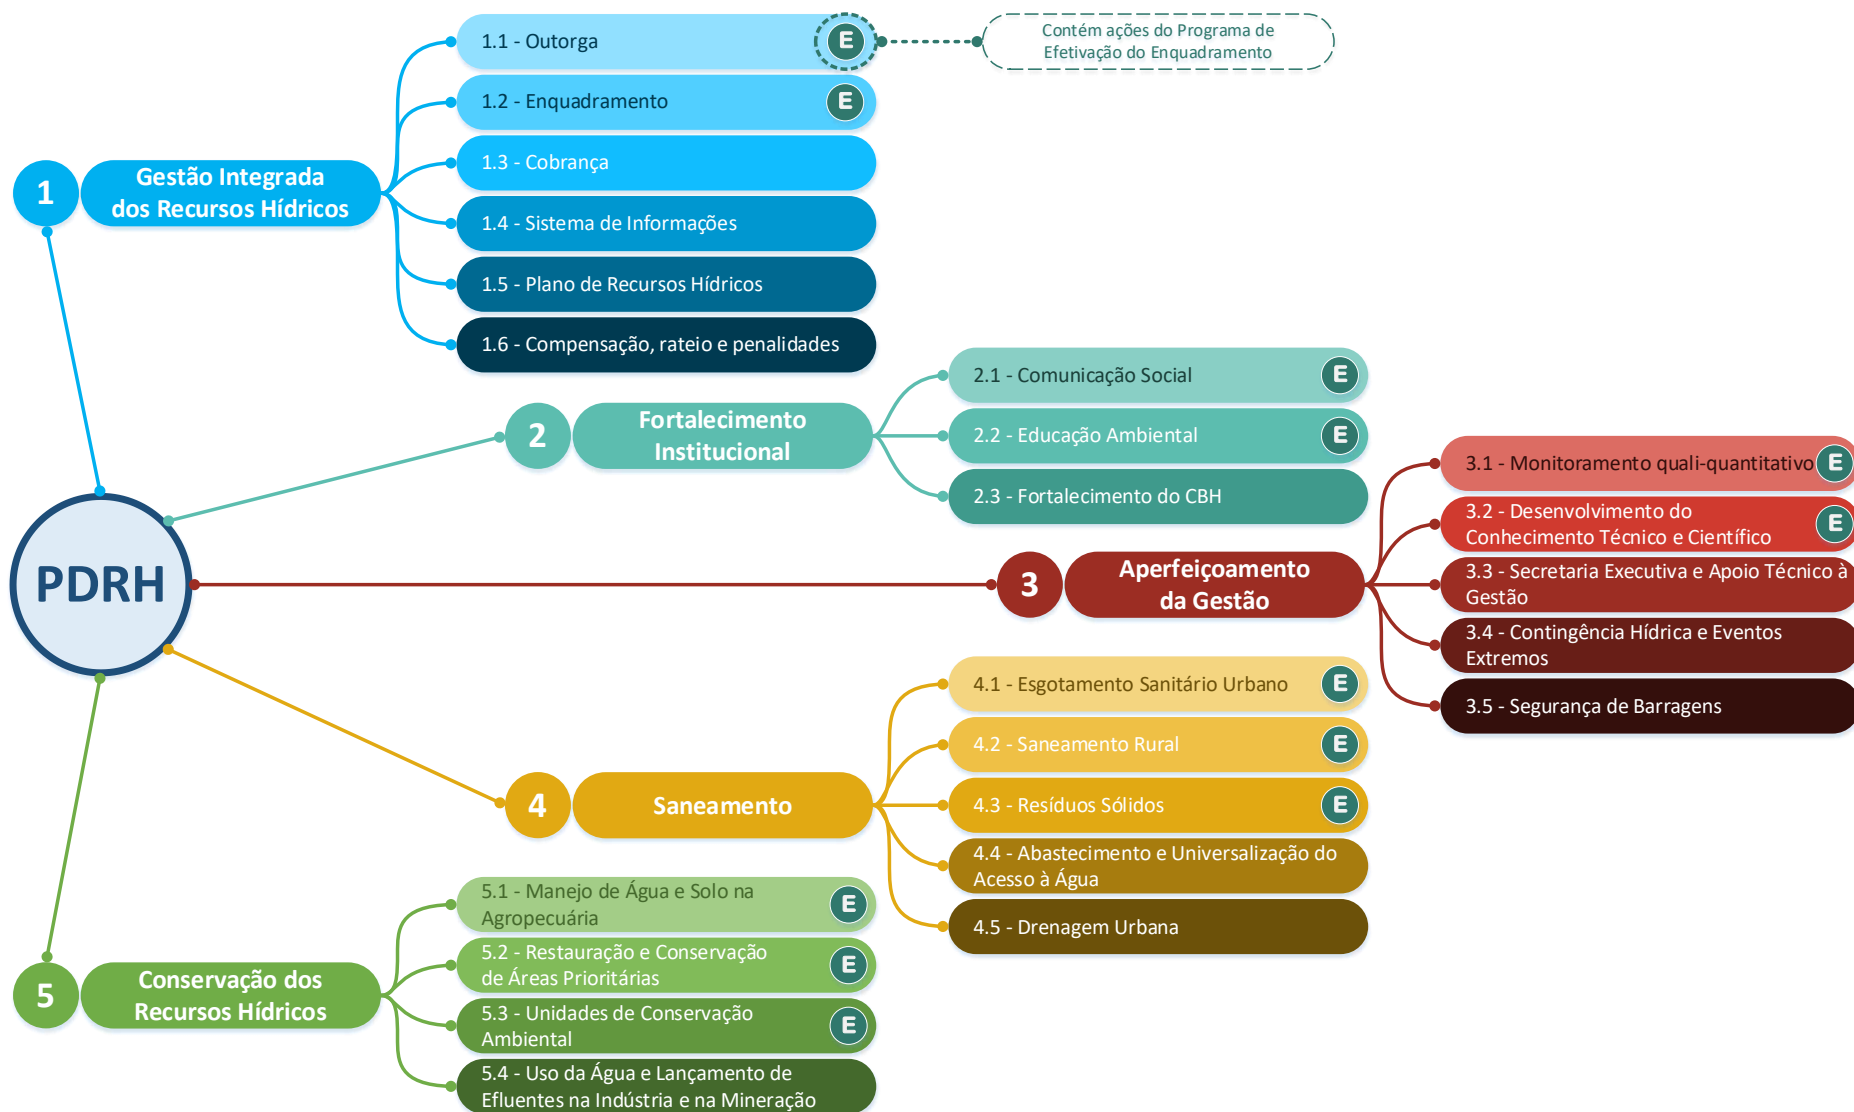 1.1 - Outorga
E
Contém ações do Programa de
Efetivação do Enquadramento
1.2 - Enquadramento
E
1.3 - Cobrança
1
Gestão Integrada
dos Recursos Hídricos
1.4 - Sistema de Informações
1.5 - Plano de Recursos Hídricos
1.6 - Compensação, rateio e penalidades
2
Fortalecimento
Institucional
2.1 - Comunicação Social
E
2.2 - Educação Ambiental
E
2.3 - Fortalecimento do CBH
PDRH
3
Aperfeiçoamento
da Gestão
3.1 - Monitoramento quali-quantitativo
E
3.2 - Desenvolvimento do
Conhecimento Técnico e Científico
E
3.3 - Secretaria Executiva e Apoio Técnico à
Gestão
3.4 - Contingência Hídrica e Eventos
Extremos
3.5 - Segurança de Barragens
4
Saneamento
4.1 - Esgotamento Sanitário Urbano
E
4.2 - Saneamento Rural
E
4.3 - Resíduos Sólidos
E
4.4 - Abastecimento e Universalização do
Acesso à Água
4.5 - Drenagem Urbana
5
Conservação dos
Recursos Hídricos
5.1 - Manejo de Água e Solo na
Agropecuária
E
5.2 - Restauração e Conservação
de Áreas Prioritárias
E
5.3 - Unidades de Conservação
Ambiental
E
5.4 - Uso da Água e Lançamento de
Efluentes na Indústria e na Mineração